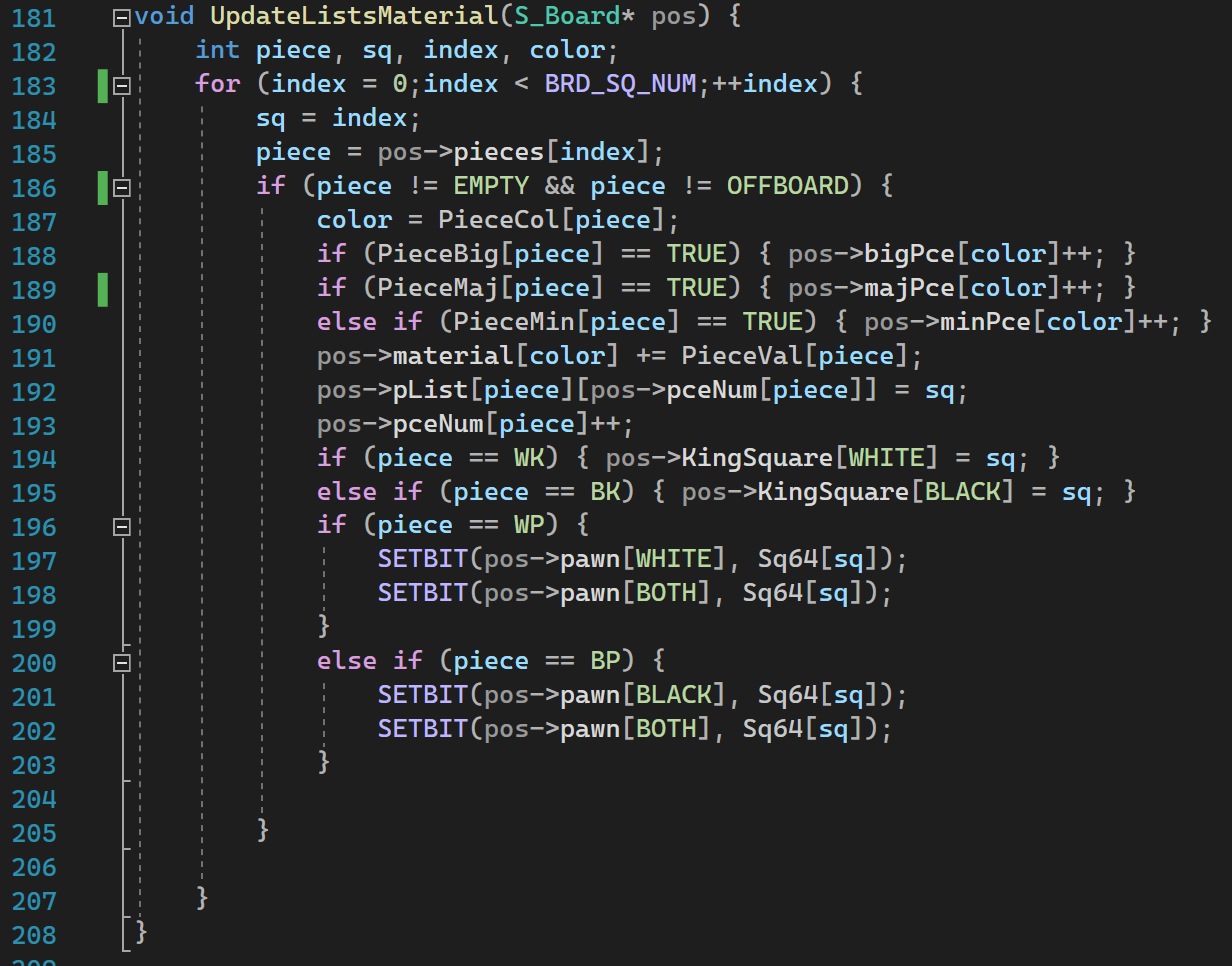 181 void UpdateListsMaterial(S_Board* pos) {
182     int piece, sq, index, color;
183     for (index = 0;index < BRD_SQ_NUM;++index) {
184         sq = index;
185         piece = pos->pieces[index];
186         if (piece != EMPTY && piece != OFFBOARD) {
187             color = PieceCol[piece];
188             if (PieceBig[piece] == TRUE) { pos->bigPce[color]++; }
189             if (PieceMaj[piece] == TRUE) { pos->majPce[color]++; }
190             else if (PieceMin[piece] == TRUE) { pos->minPce[color]++; }
191             pos->material[color] += PieceVal[piece];
192             pos->pList[piece][pos->pceNum[piece]] = sq;
193             pos->pceNum[piece]++;
194             if (piece == WK) { pos->KingSquare[WHITE] = sq; }
195             else if (piece == BK) { pos->KingSquare[BLACK] = sq; }
196             if (piece == WP) {
197                 SETBIT(pos->pawn[WHITE], Sq64[sq]);
198                 SETBIT(pos->pawn[BOTH], Sq64[sq]);
199             }
200             else if (piece == BP) {
201                 SETBIT(pos->pawn[BLACK], Sq64[sq]);
202                 SETBIT(pos->pawn[BOTH], Sq64[sq]);
203             }
204
205         }
206
207     }
208 }